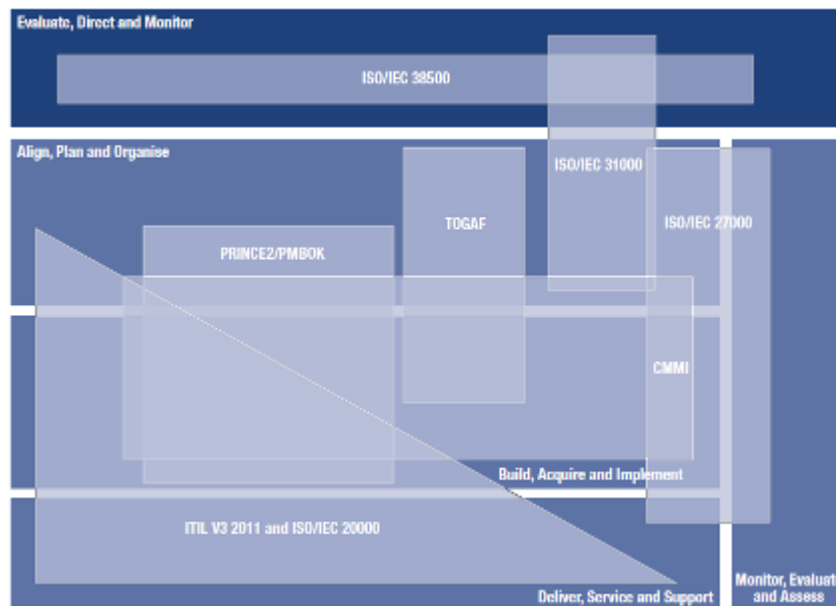 Evaluate, Direct and Monitor
ISO/IEC 38500
Align, Plan and Organise
ISO/IEC 31000
TOGAF
ISO/IEC 27000
PRINCE2/PMBOK
CMMI
Build, Acquire and Implement
ITIL V3 2011 and ISO/IEC 20000
Deliver, Service and Support
Monitor, Evaluate
and Assess